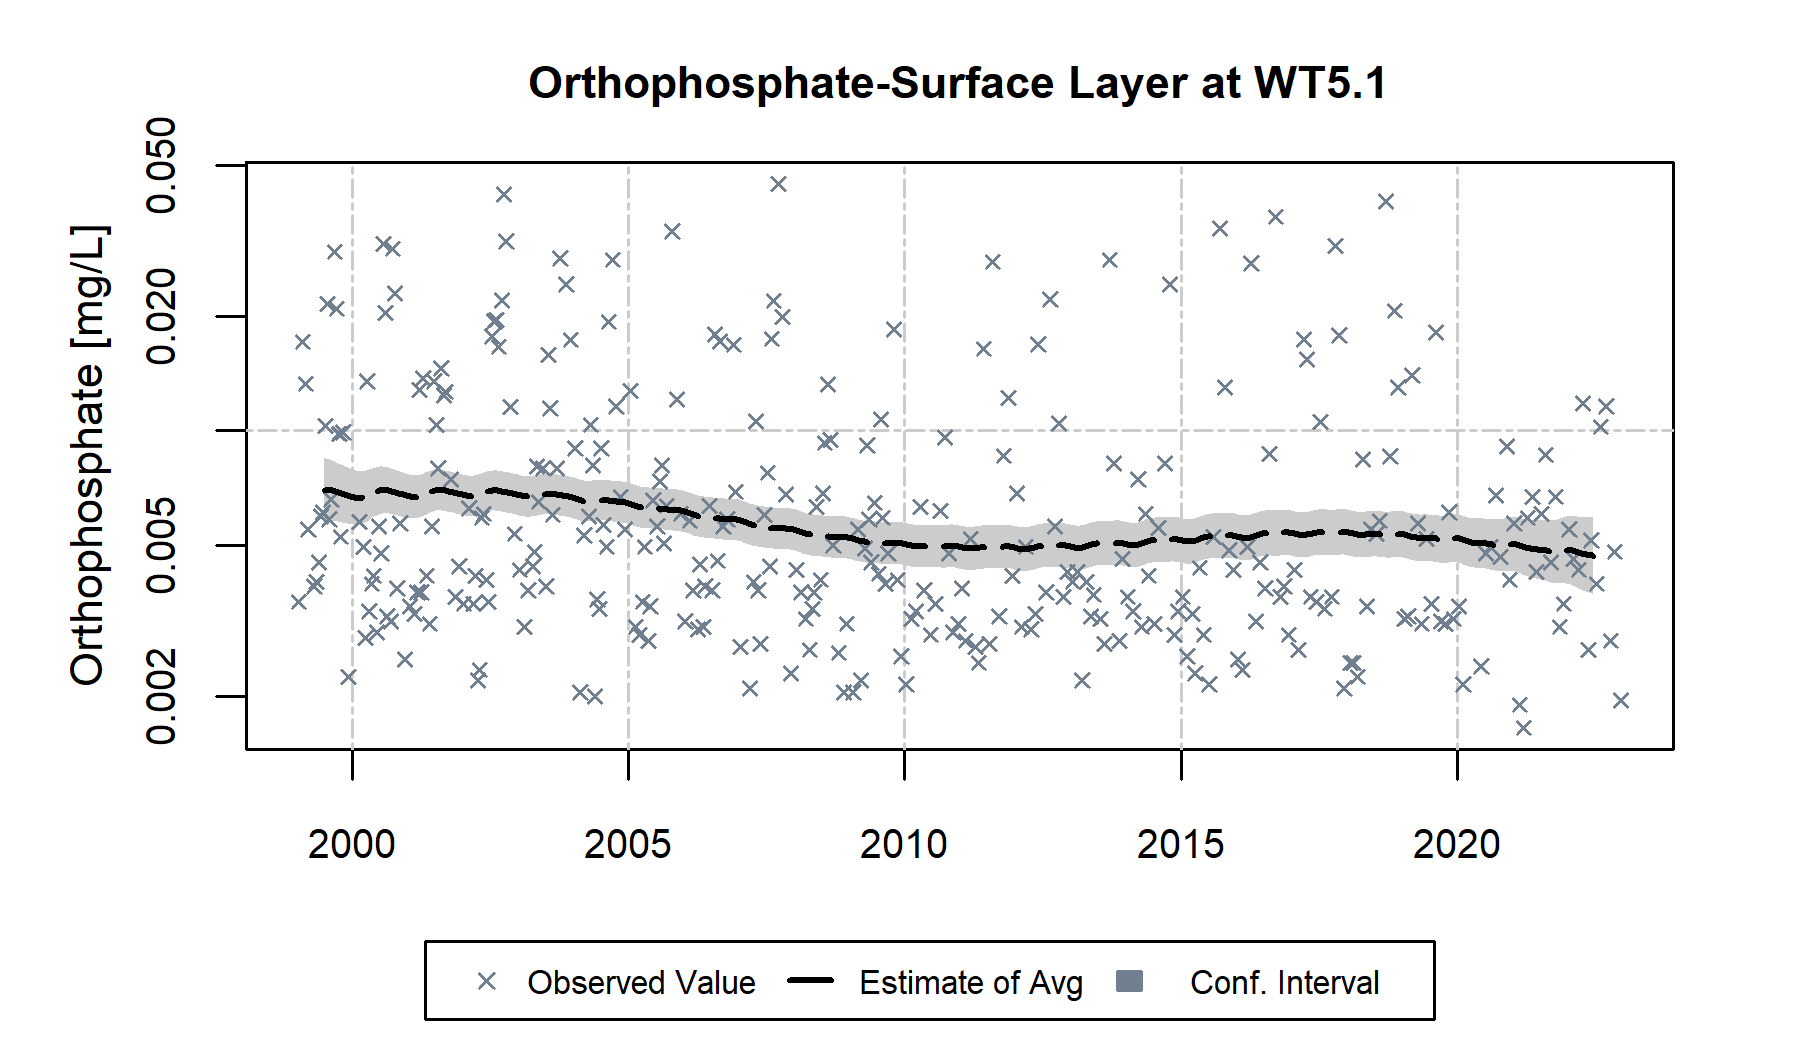 Orthophosphate-Surface Layer at WT5.1
Orthophosphate [mg/L]
0.050
0.020
0.005
0.002
2000 2005 2010 2015 2020
Observed Value Estimate of Avg Conf. Interval